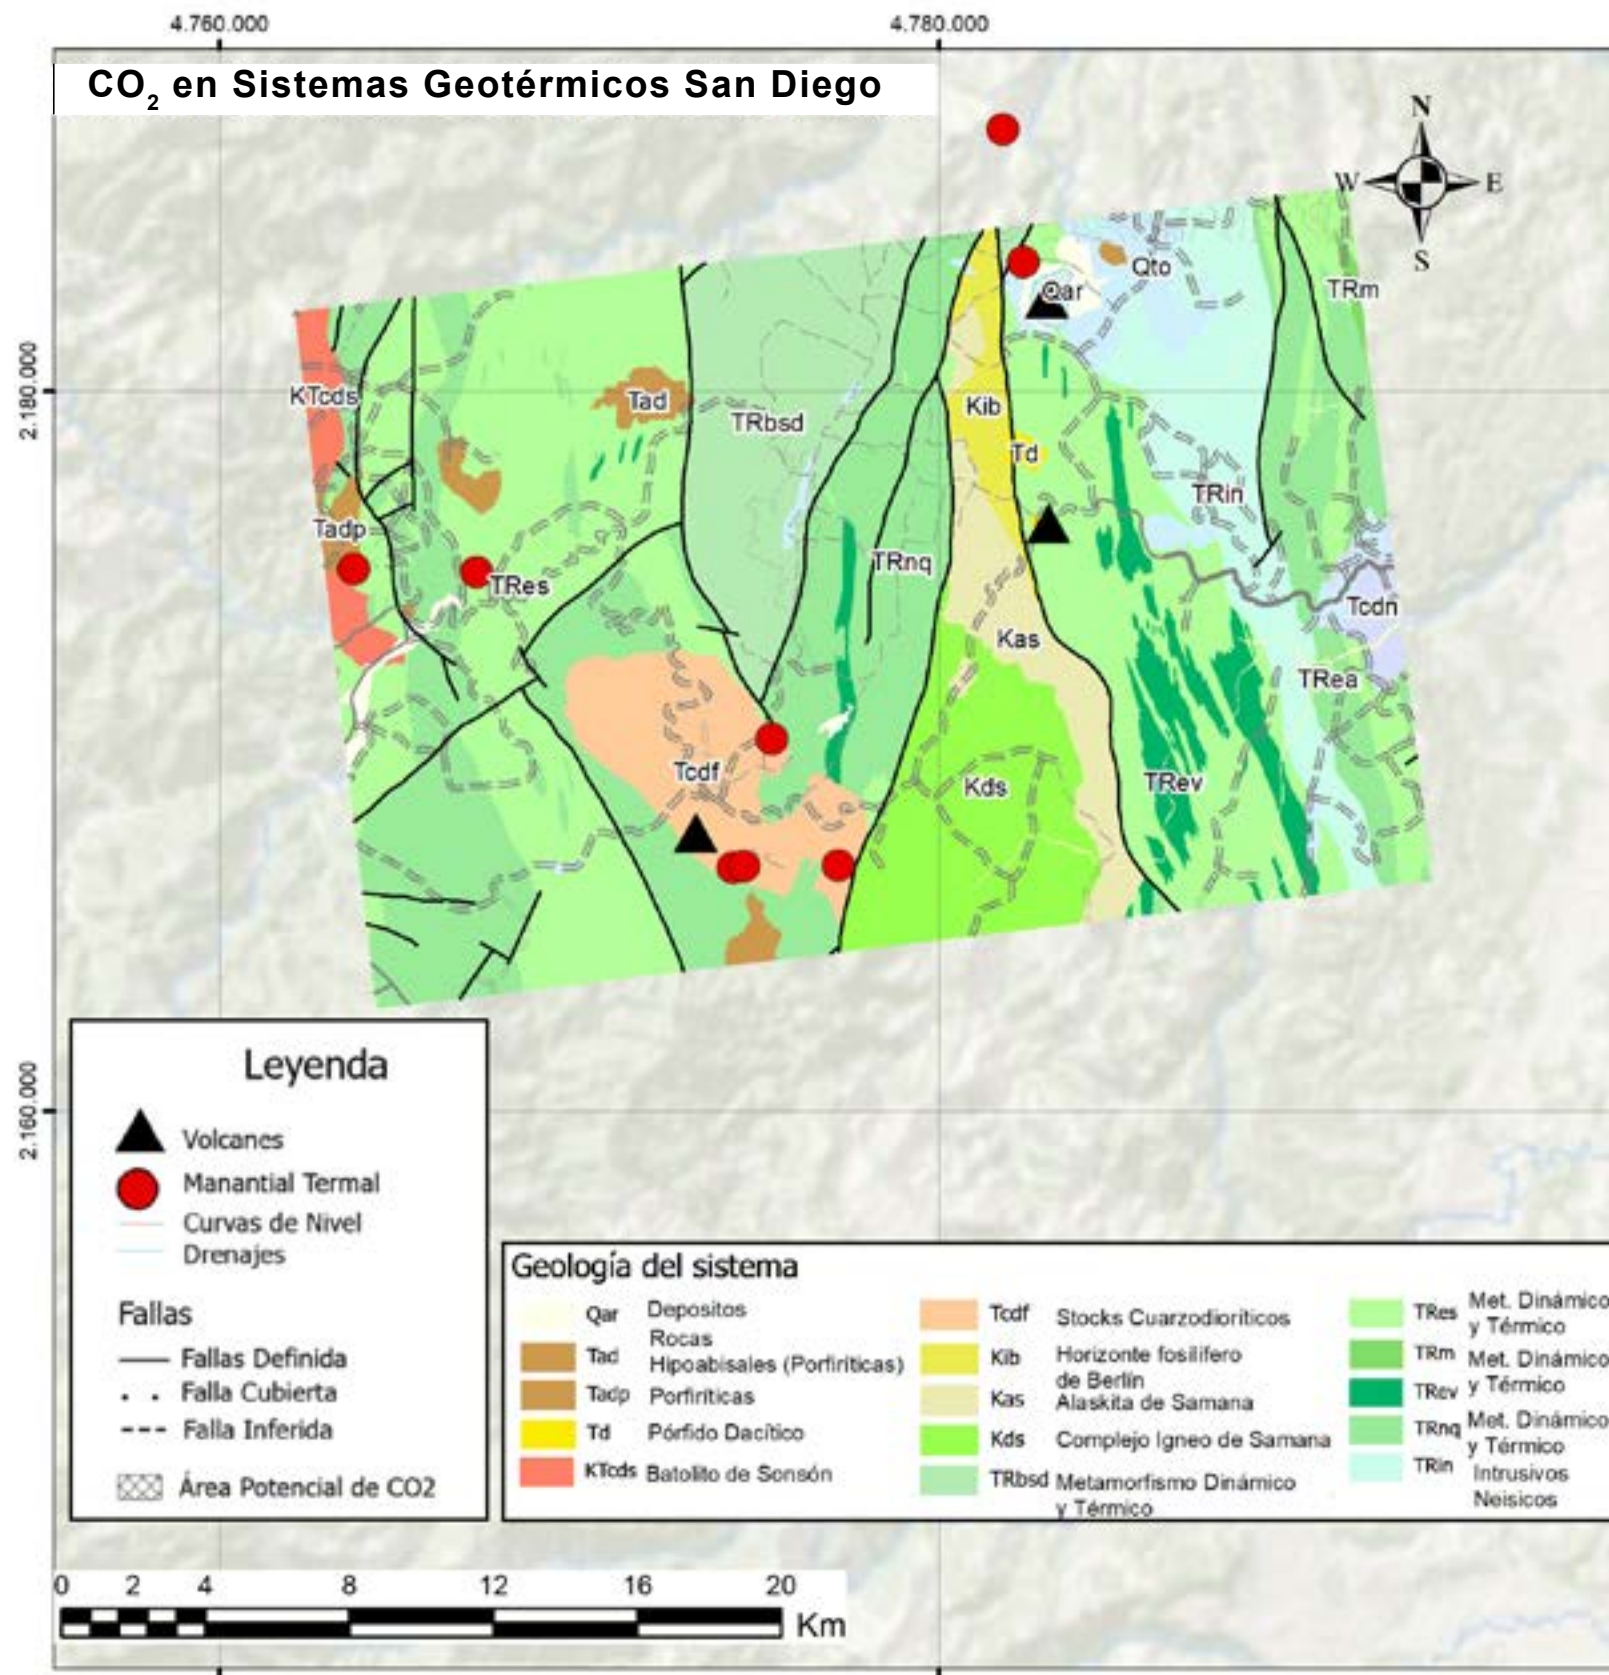 4.760.000
4.780.000
CO2 en Sistemas Geotérmicos San Diego
N
W
E
S
2.180.000
2.160.000
Qto
Qar
TRm
KTcds
Tad
TRbsd
Kib
Td
TRin
Tadp
TRes
TRnq
Tcdn
Kas
TRea
Tcdf
Kds
TRev
Leyenda
Volcanes
Manantial Termal
Curvas de Nivel
Drenajes
Fallas
Fallas Definida
Falla Cubierta
Falla Inferida
Área Potencial de CO2
Geología del sistema
Qar Depositos
Tad Rocas
Hipoabisales (Porfiríticas)
Tadp Porfiríticas
Td Pórfido Dacítico
KTcds Batolito de Sonsón
Tcdf Stocks Cuarzodioríticos
Kib Horizonte fosilífero
de Berlín
Kas Alaskita de Samana
Kds Complejo Igneo de Samana
TRbsd Metamorfismo Dinámico
y Térmico
TRes Met. Dinámico
y Térmico
TRm Met. Dinámico
TRev y Térmico
TRnq Met. Dinámico
y Térmico
TRin Intrusivos
Neisicos
0 2 4 8 12 16 20
Km